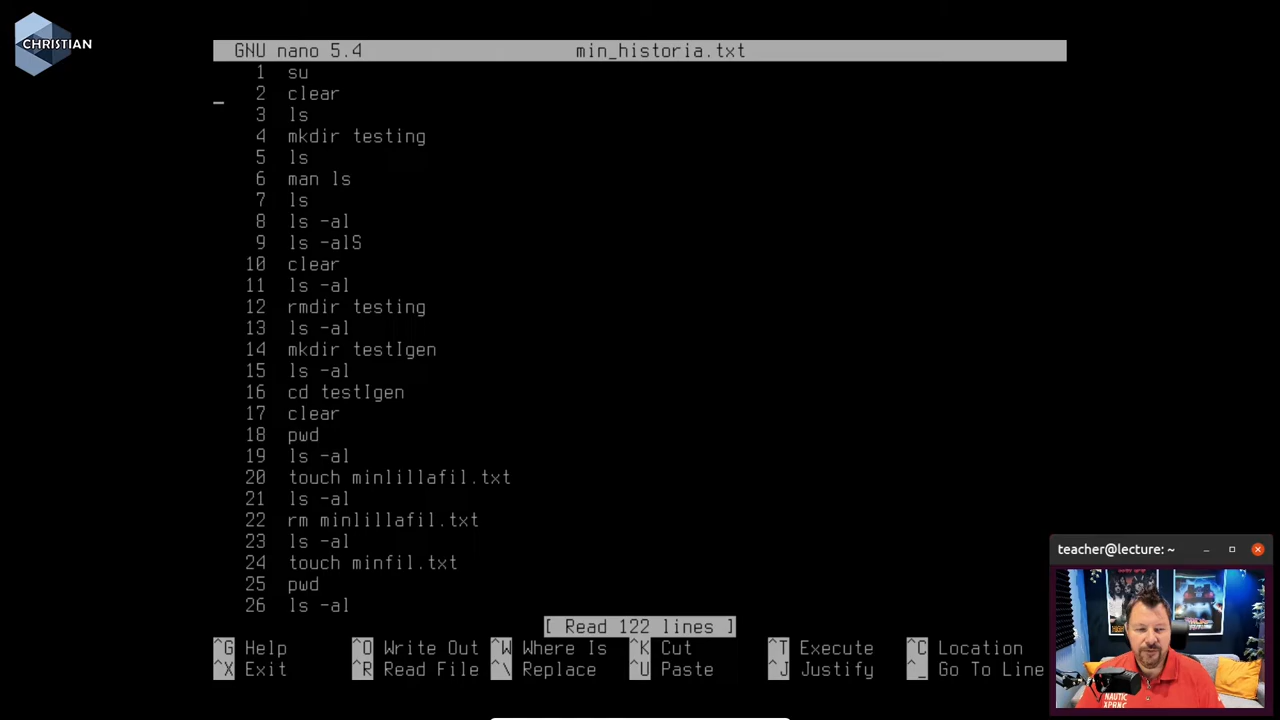 CHRISTIAN
GNU nano 5.4 min_historia.txt
1 su
2 clear
3 ls
4 mkdir testing
5 ls
6 man ls
7 ls
8 ls -al
9 ls -alS
10 clear
11 ls -al
12 rmdir testing
13 ls -al
14 mkdir testIgen
15 ls -al
16 cd testIgen
17 clear
18 pwd
19 ls -al
20 touch minlillafil.txt
21 ls -al
22 rm minlillafil.txt
23 ls -al
24 touch minfil.txt
25 pwd
26 ls -al
[ Read 122 lines ]
^G Help ^O Write Out ^W Where Is ^K Cut ^T Execute ^C Location
^X Exit ^R Read File ^\ Replace ^U Paste ^J Justify ^_ Go To Line
teacher@lecture: ~